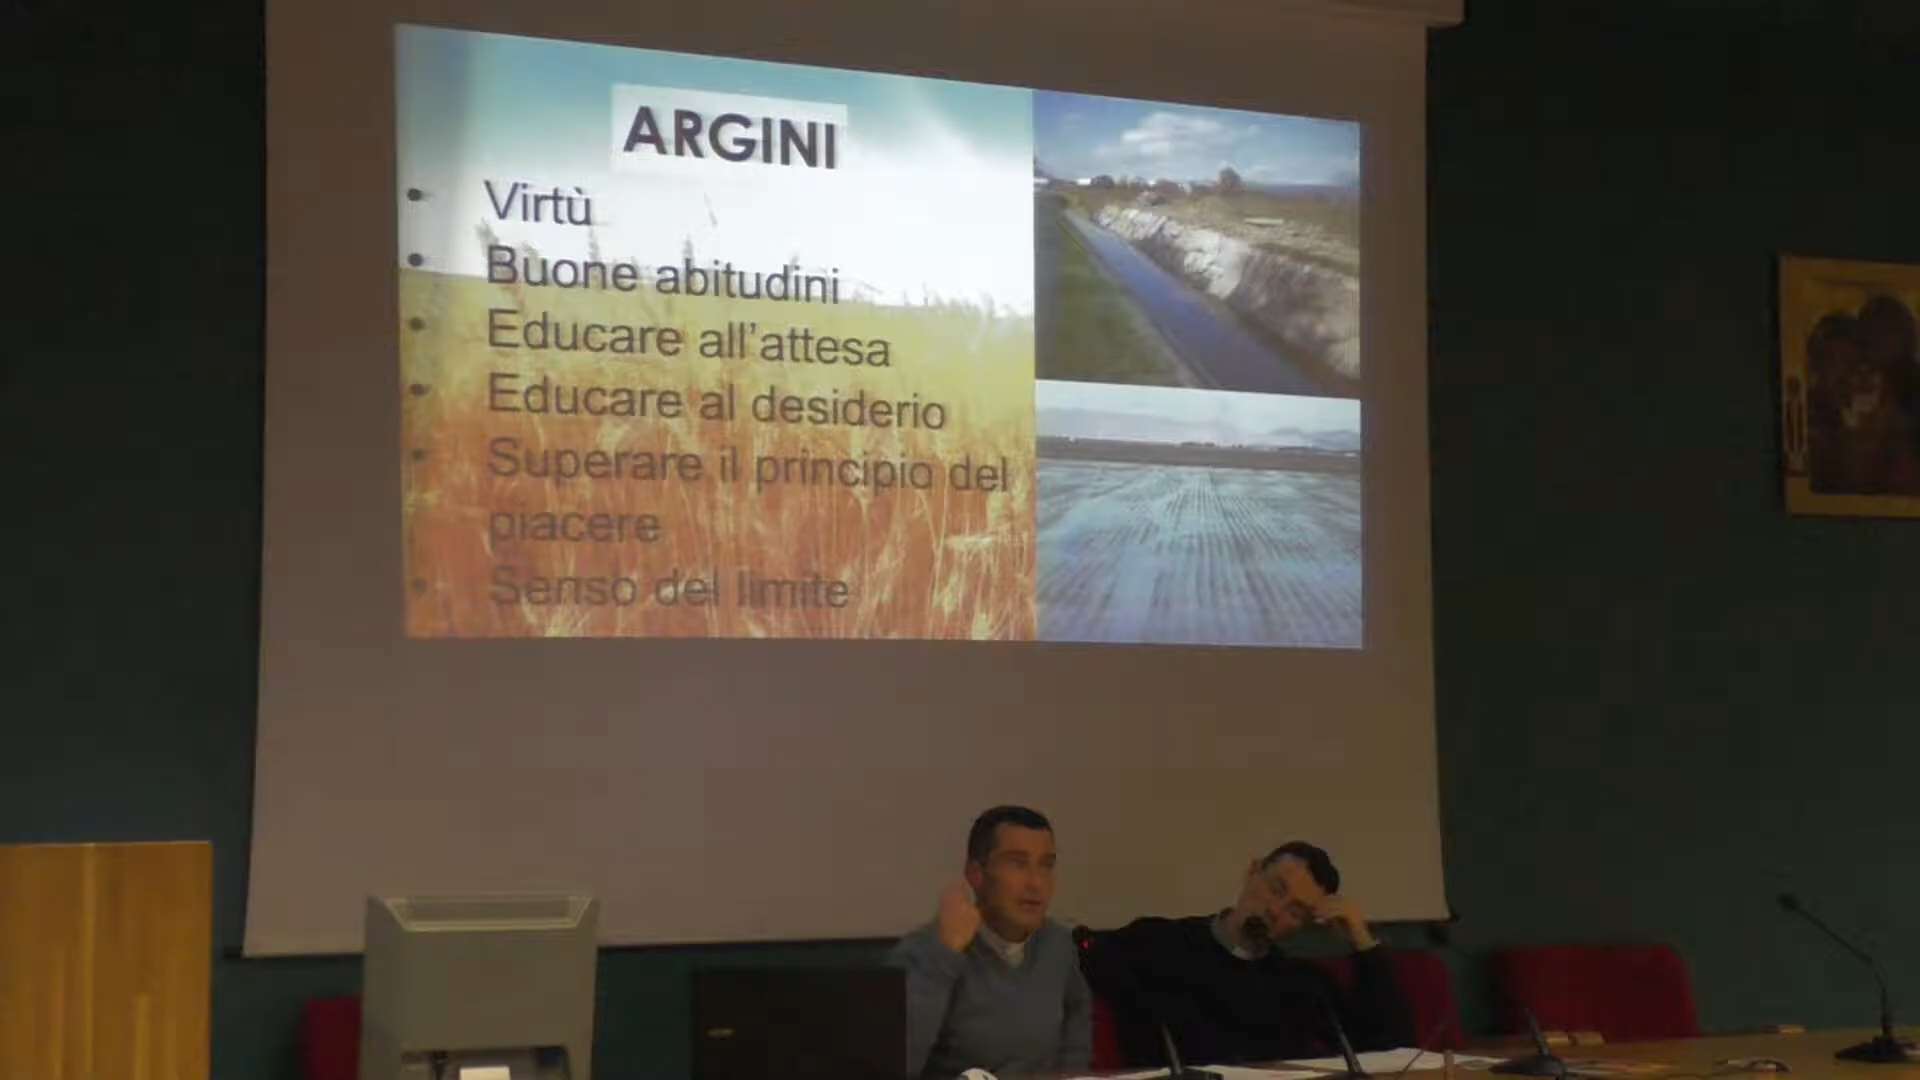 ARGINI
• Virtù
• Buone abitudini
• Educare all’attesa
• Educare al desiderio
• Superare il principio del
piacere
• Senso del limite